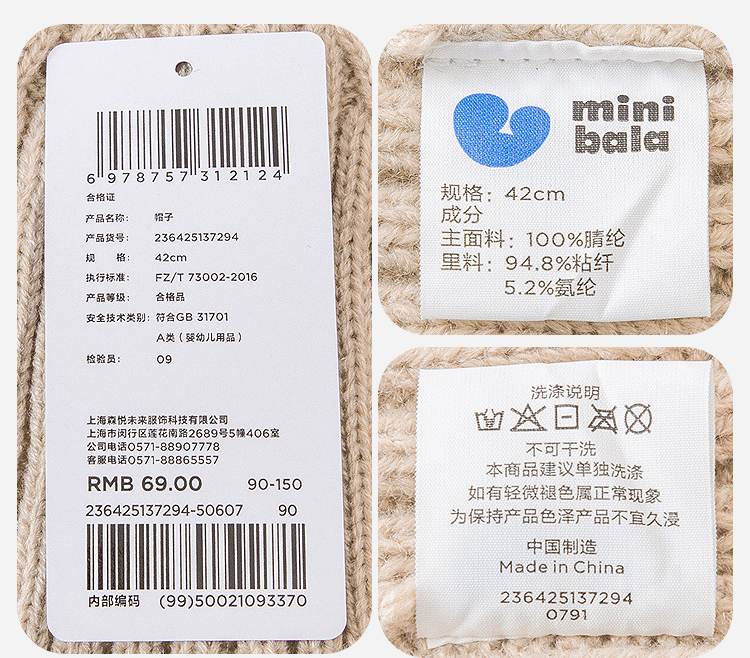 6 978757 312124
合格证
产品名称: 帽子
产品货号: 236425137294
规 格: 42cm
执行标准: FZ/T 73002-2016
产品等级: 合格品
安全技术类别: 符合GB 31701
A类 (婴幼儿用品)
检验员: 09
上海森悦未来服饰科技有限公司
上海市闵行区莲花南路2689号5幢406室
公司电话0571-88907778
客服电话0571-88865557
RMB 69.00 90-150
236425137294-50607 90
内部编码 (99)50021093370
mini
bala
规格: 42cm
成分
主面料: 100%腈纶
里料: 94.8%粘纤
5.2%氨纶
洗涤说明
不可干洗
本商品建议单独洗涤
如有轻微褪色属正常现象
为保持产品色泽产品不宜久浸
中国制造
Made in China
236425137294
0791